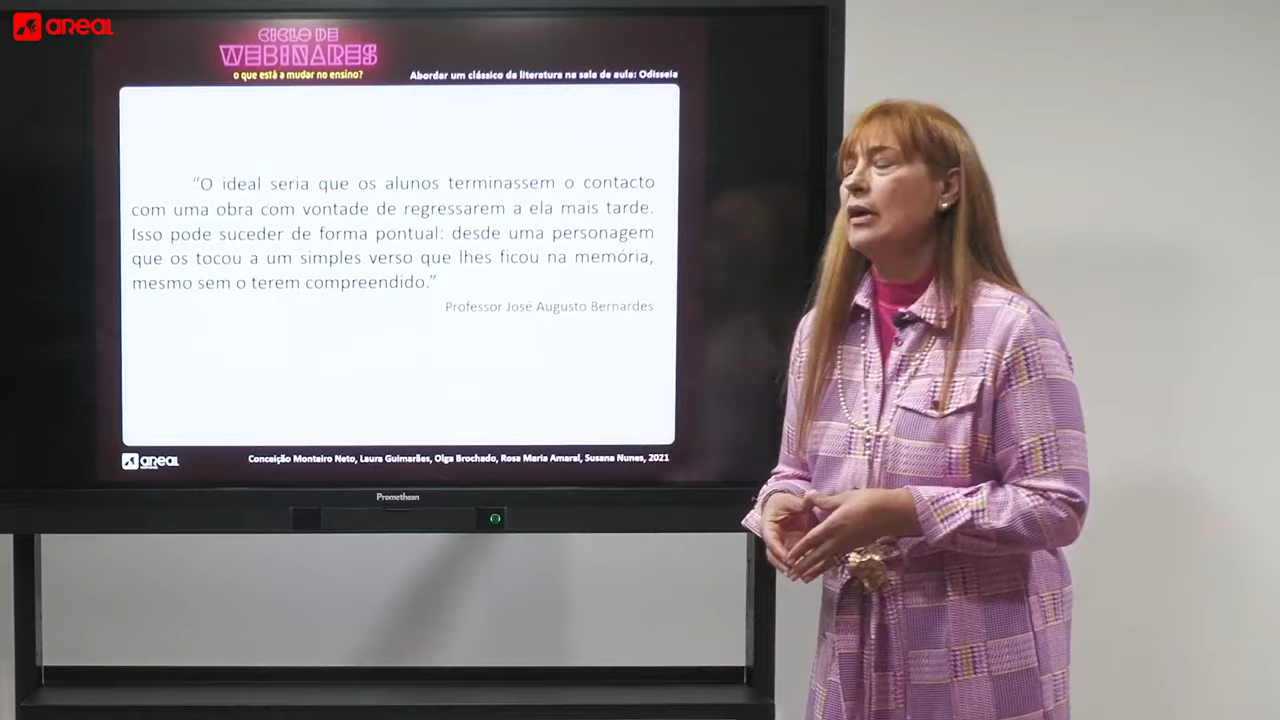 areal
CICLO DE
WEBINARES
o que está a mudar no ensino?
Abordar um clássico da literatura na sala de aula: Odisseia
“O ideal seria que os alunos terminassem o contacto
com uma obra com vontade de regressarem a ela mais tarde.
Isso pode suceder de forma pontual: desde uma personagem
que os tocou a um simples verso que lhes ficou na memória,
mesmo sem o terem compreendido.”
Professor José Augusto Bernardes
areal
Conceição Monteiro Neto, Laura Guimarães, Olga Brochado, Rosa Maria Amaral, Susana Nunes, 2021
Promethean